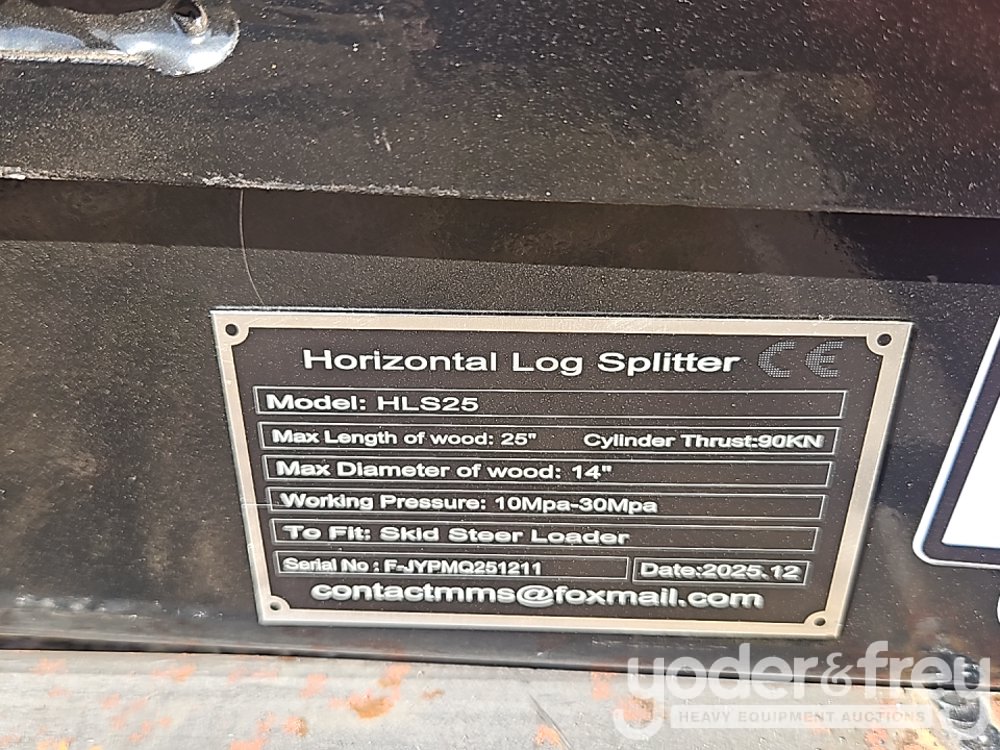 Horizontal Log Splitter CE
Model: HLS25
Max Length of wood: 25" Cylinder Thrust:90KN
Max Diameter of wood: 14"
Working Pressure: 10Mpa-30Mpa
To Fit: Skid Steer Loader
Serial No : F-JYPMQ251211 Date:2025.12
contactmms@foxmail.com
yoder&frey
HEAVY EQUIPMENT AUCTIONS